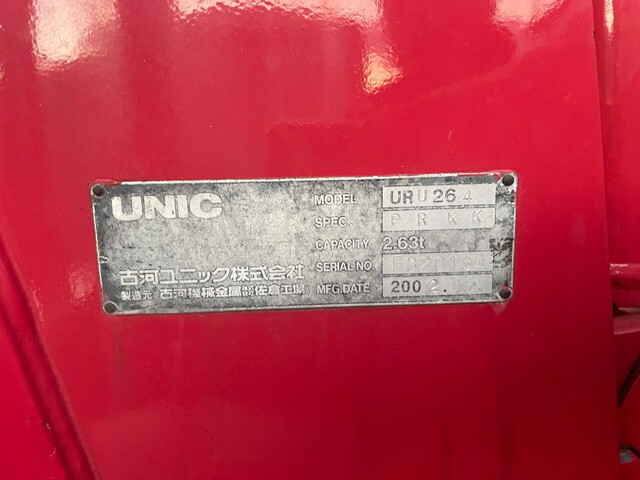 UNIC
古河ユニック株式会社
製造元 古河機械金属㈱佐倉工場
MODEL URU264
SPEC. PRKK
CAPACITY 2.63t
SERIAL NO.
MFG.DATE 2002.